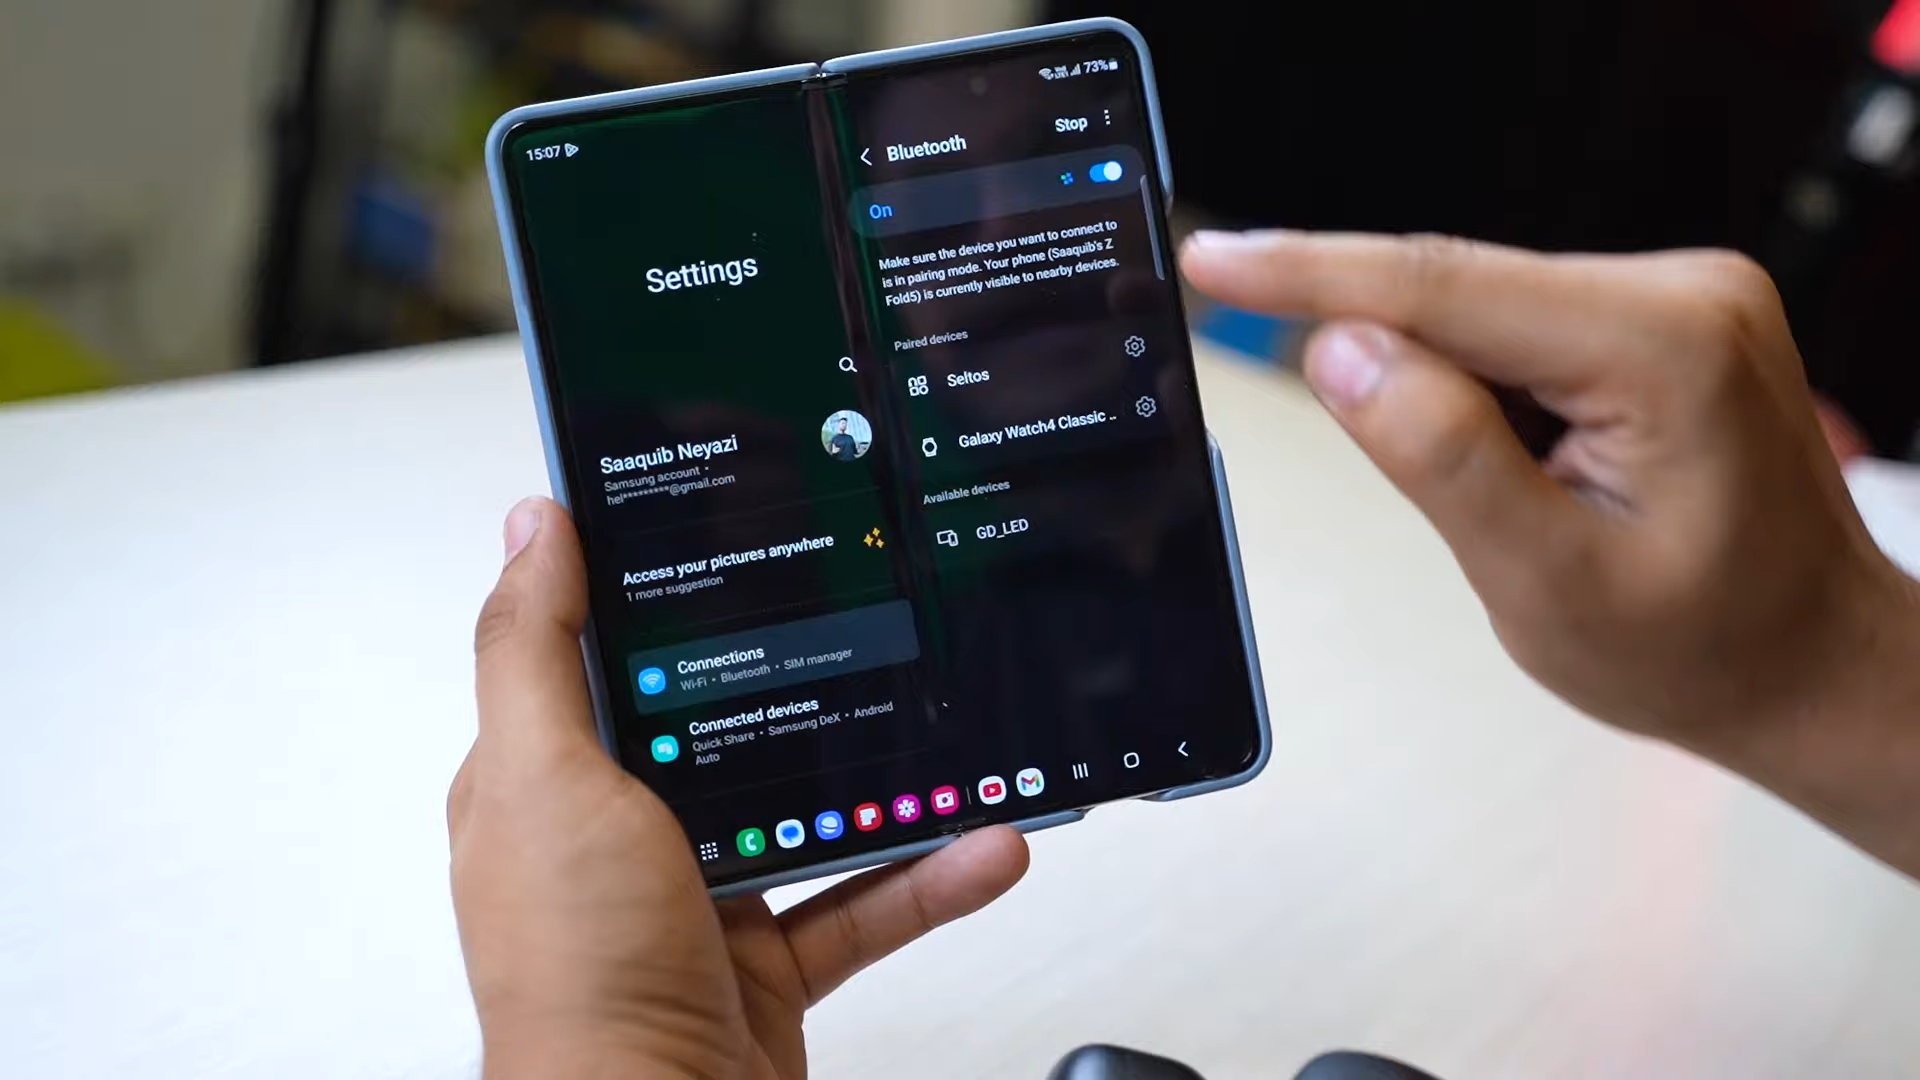 15:07
Settings
Saaquib Neyazi
Samsung account •
hel*********@gmail.com
Access your pictures anywhere
1 more suggestion
Connections
Wi-Fi • Bluetooth • SIM manager
Connected devices
Quick Share • Samsung DeX • Android
Auto
73%
Stop
Bluetooth
On
Make sure the device you want to connect to
is in pairing mode. Your phone (Saaquib's Z
Fold5) is currently visible to nearby devices.
Paired devices
Seltos
Galaxy Watch4 Classic ..
Available devices
GD_LED